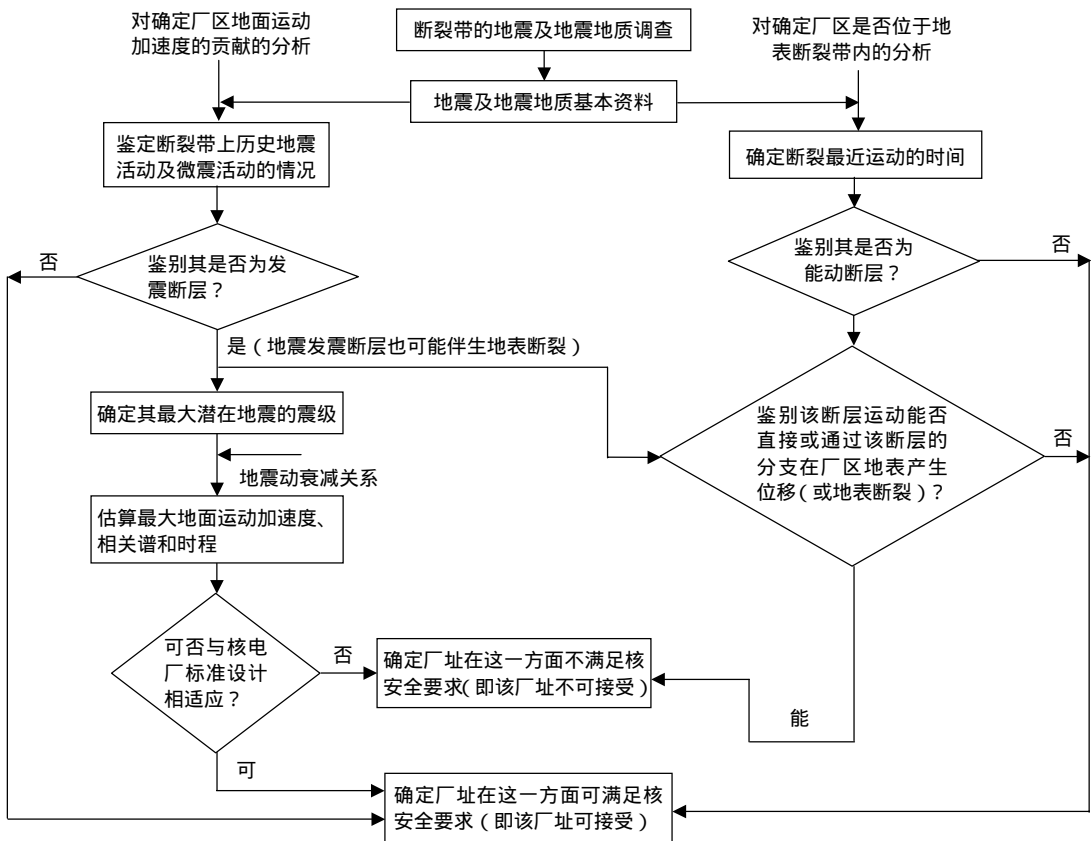 对确定厂区地面运动
加速度的贡献的分析
断裂带的地震及地震地质调查
对确定厂区是否位于地
表断裂带内的分析
地震及地震地质基本资料
鉴定断裂带上历史地震
活动及微震活动的情况
确定断裂最近运动的时间
否
鉴别其是否为发
震断层？
鉴别其是否为
能动断层？
否
是（地震发震断层也可能伴生地表断裂）
确定其最大潜在地震的震级
鉴别该断层运动能否
直接或通过该断层的
分支在厂区地表产生
位移（或地表断裂）？
否
地震动衰减关系
估算最大地面运动加速度、
相关谱和时程
可否与核电
厂标准设计
相适应？
否
确定厂址在这一方面不满足核
安全要求（即该厂址不可接受）
能
可
确定厂址在这一方面可满足核
安全要求（即该厂址可接受）